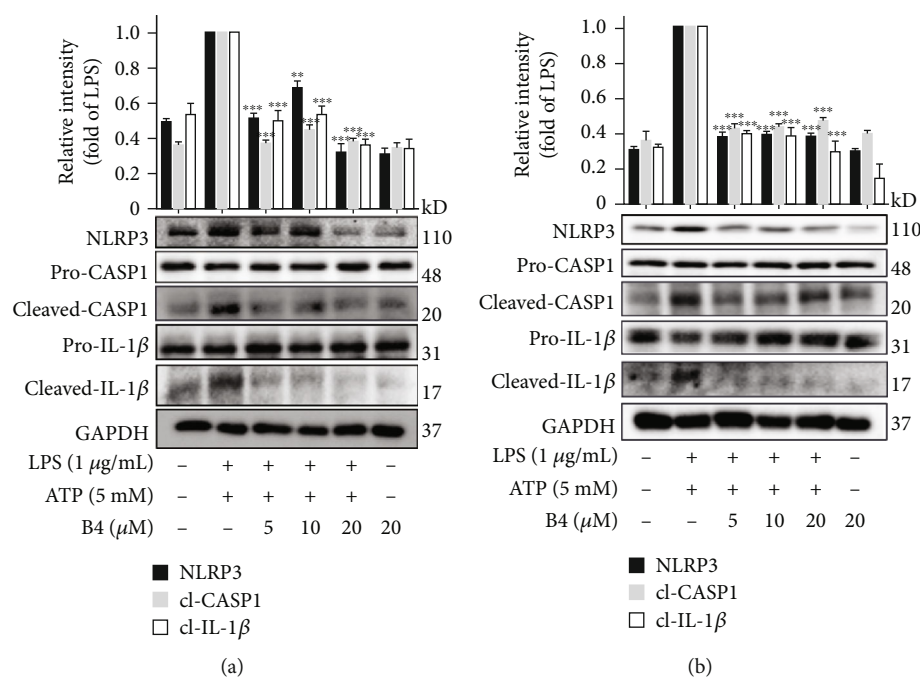 Relative intensity
(fold of LPS)
1.0
0.8
0.6
0.4
0.2
0
***
***
***
**
***
***
***
***
***
kD
NLRP3
110
Pro-CASP1
48
Cleaved-CASP1
20
Pro-IL-1β
31
Cleaved-IL-1β
17
GAPDH
37
LPS (1 μg/mL) – + + + + –
ATP (5 mM) – + + + + –
B4 (μM) – – 5 10 20 20
NLRP3
cl-CASP1
cl-IL-1β
(a)
Relative intensity
(fold of LPS)
1.0
0.8
0.6
0.4
0.2
0
***
***
***
***
***
***
***
***
***
kD
NLRP3
110
Pro-CASP1
48
Cleaved-CASP1
20
Pro-IL-1β
31
Cleaved-IL-1β
17
GAPDH
37
LPS (1 μg/mL) – + + + + –
ATP (5 mM) – + + + + –
B4 (μM) – – 5 10 20 20
NLRP3
cl-CASP1
cl-IL-1β
(b)